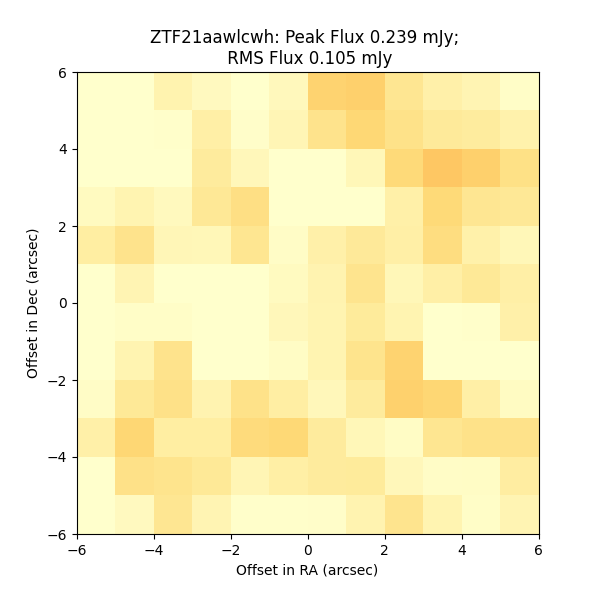 ZTF21aawlcwh: Peak Flux 0.239 mJy;
RMS Flux 0.105 mJy
6
4
2
0
−2
−4
−6
Offset in Dec (arcsec)
−6 −4 −2 0 2 4 6
Offset in RA (arcsec)